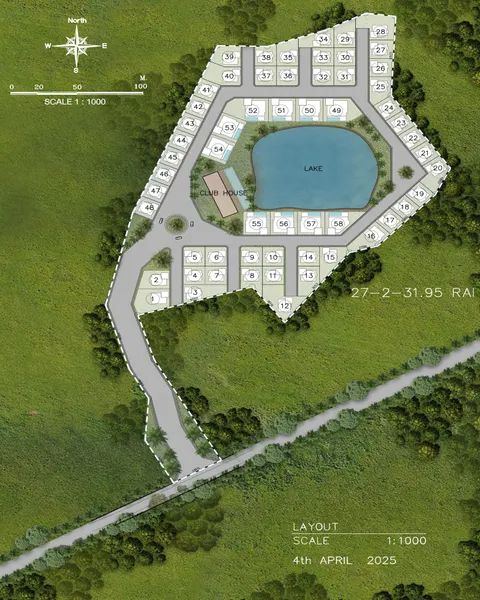 North
W E
S
M.
0 20 50 100
SCALE 1 : 1000
34 29 28
39 38 35 27
40 37 36 33 30 26
32 31 25
41
42
43
44
45
46
47
48
52 51 50 49
53
54
24
23
22
21
20
19
18
17
16
LAKE
CLUB HOUSE
55 56 57 58
5 6 9 10 14 15
2 4 8 11 13
1 3
12
27-2-31.95 RAI
LAYOUT
SCALE 1:1000
4th APRIL 2025